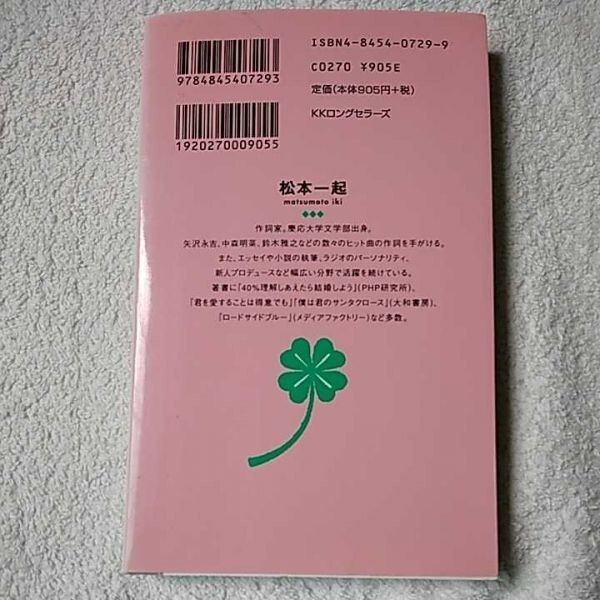 ISBN4-8454-0729-9
9784845407293
C0270 ¥905E
定価(本体905円+税)
KKロングセラーズ
1920270009055
松本一起
matsumoto iki
作詞家。慶応大学文学部出身。
矢沢永吉、中森明菜、鈴木雅之などの数々のヒット曲の作詞を手がける。
また、エッセイや小説の執筆、ラジオのパーソナリティ、
新人プロデュースなど幅広い分野で活躍を続けている。
著書に『40%理解しあえたら結婚しよう』(PHP研究所)、
『君を愛することは得意でも』『僕は君のサンタクロース』(大和書房)、
『ロードサイドブルー』(メディアファクトリー)など多数。